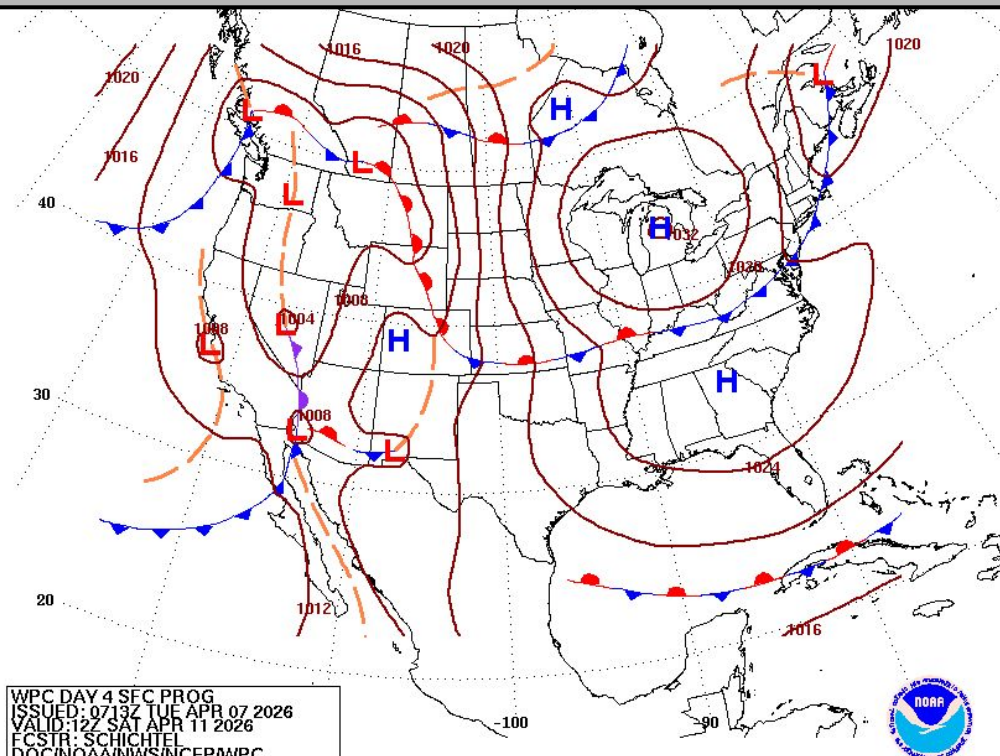 1016
1020
1020
L
1020
H
L
1016
L
L
40
H
1032
1028
1008
1004
L
1008
L
H
H
30
1008
L
L
1024
20
1012
1016
WPC DAY 4 SFC PROG
ISSUED: 0713Z TUE APR 07 2026
VALID:12Z SAT APR 11 2026
FCSTR: SCHICHTEL
DOC/NOAA/NWS/NCEP/WPC
-100
-90
NOAA